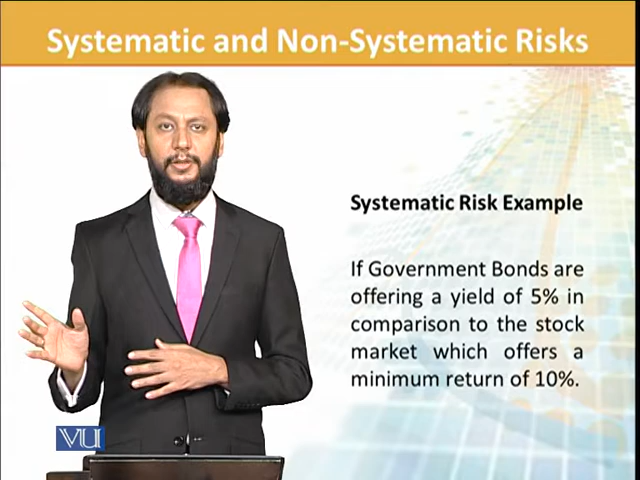 Systematic and Non-Systematic Risks
Systematic Risk Example
If Government Bonds are
offering a yield of 5% in
comparison to the stock
market which offers a
minimum return of 10%.
VU